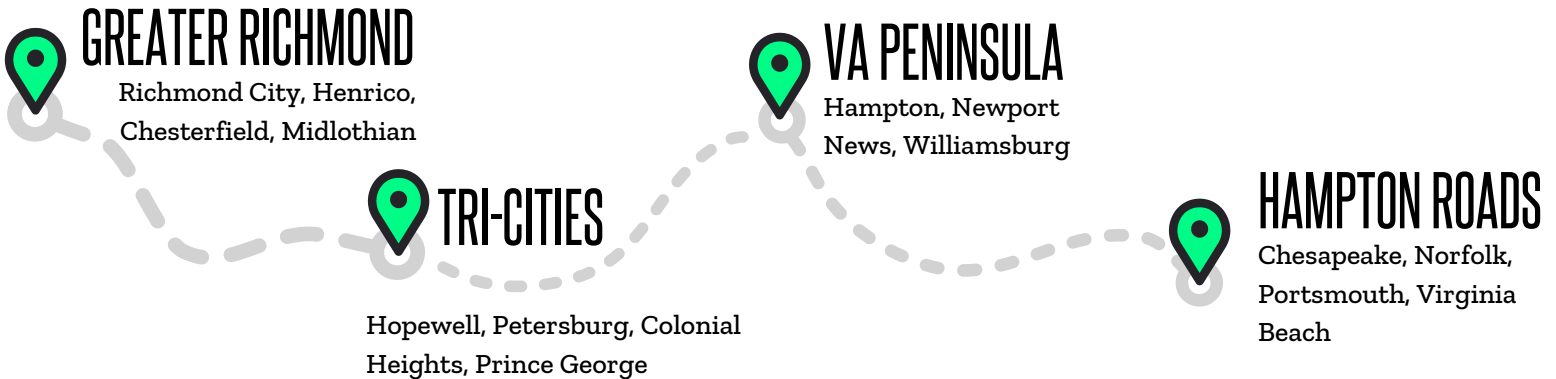 GREATER RICHMOND
Richmond City, Henrico,
Chesterfield, Midlothian
TRI-CITIES
Hopewell, Petersburg, Colonial
Heights, Prince George
VA PENINSULA
Hampton, Newport
News, Williamsburg
HAMPTON ROADS
Chesapeake, Norfolk,
Portsmouth, Virginia
Beach